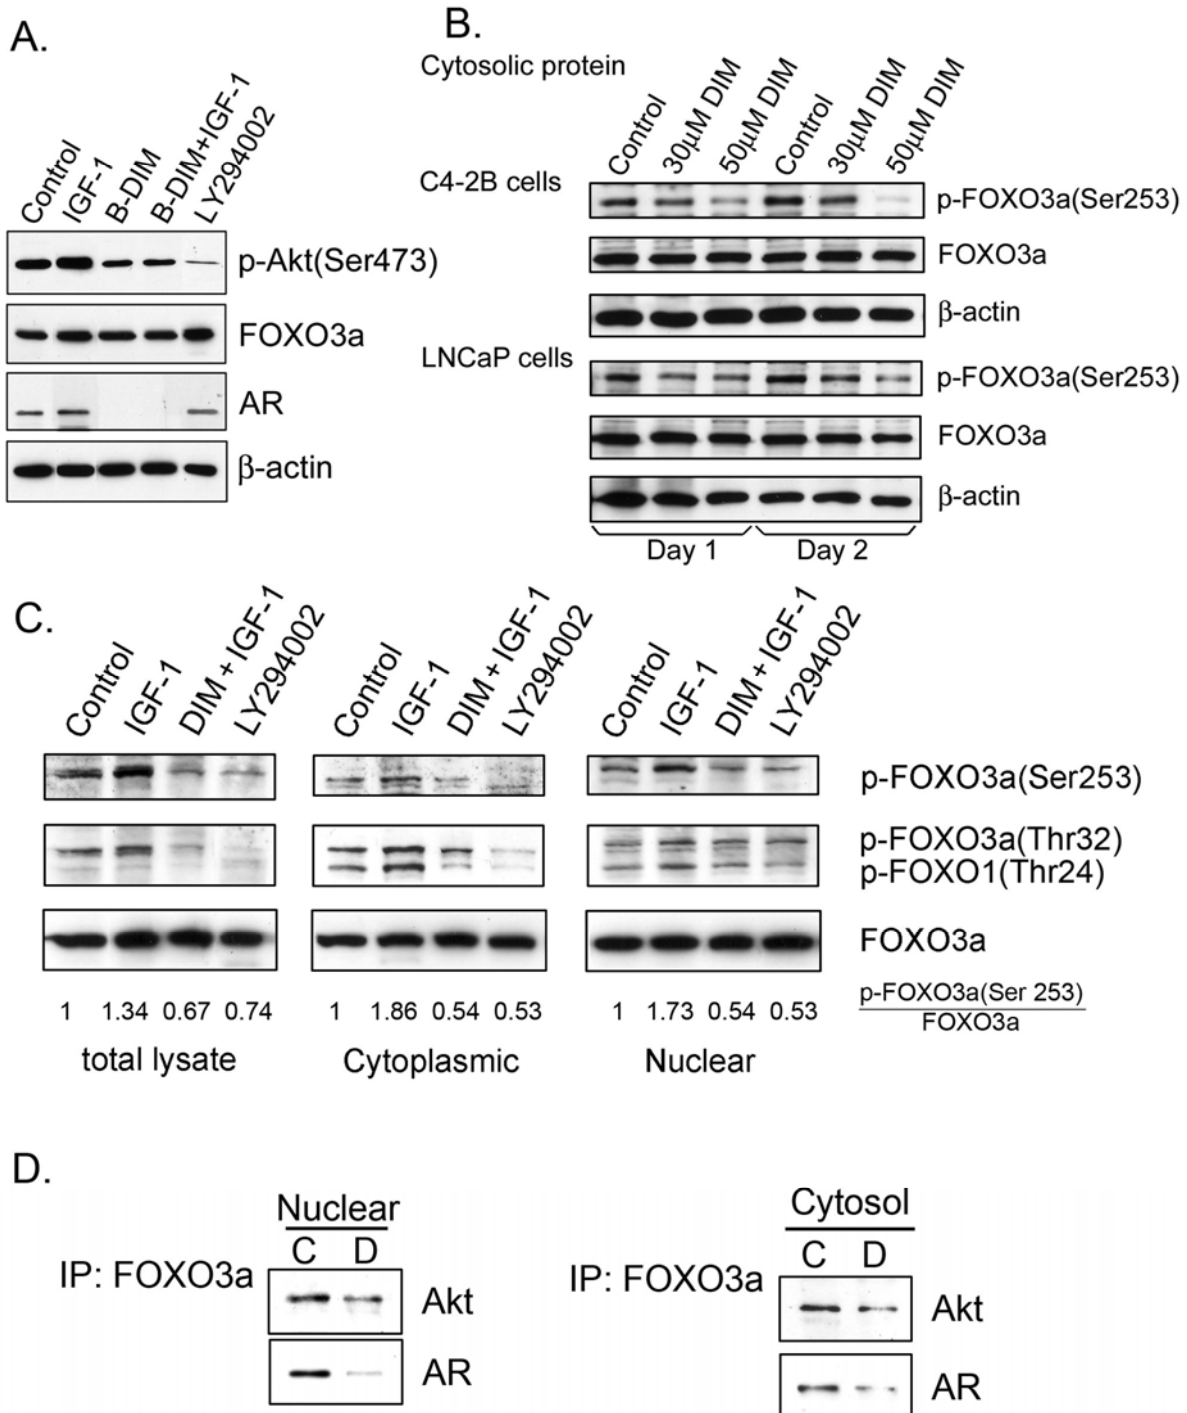 A.
Control
IGF-1
B-DIM
B-DIM+IGF-1
LY294002
p-Akt(Ser473)
FOXO3a
AR
β-actin
B.
Cytosolic protein
Control
30μM DIM
50μM DIM
Control
30μM DIM
50μM DIM
C4-2B cells
p-FOXO3a(Ser253)
FOXO3a
β-actin
LNCaP cells
p-FOXO3a(Ser253)
FOXO3a
β-actin
Day 1
Day 2
C.
Control
IGF-1
DIM + IGF-1
LY294002
Control
IGF-1
DIM + IGF-1
LY294002
Control
IGF-1
DIM + IGF-1
LY294002
p-FOXO3a(Ser253)
p-FOXO3a(Thr32)
p-FOXO1(Thr24)
FOXO3a
1 1.34 0.67 0.74
1 1.86 0.54 0.53
1 1.73 0.54 0.53
p-FOXO3a(Ser 253)
FOXO3a
total lysate
Cytoplasmic
Nuclear
D.
Nuclear
C D
IP: FOXO3a
Akt
AR
Cytosol
C D
IP: FOXO3a
Akt
AR